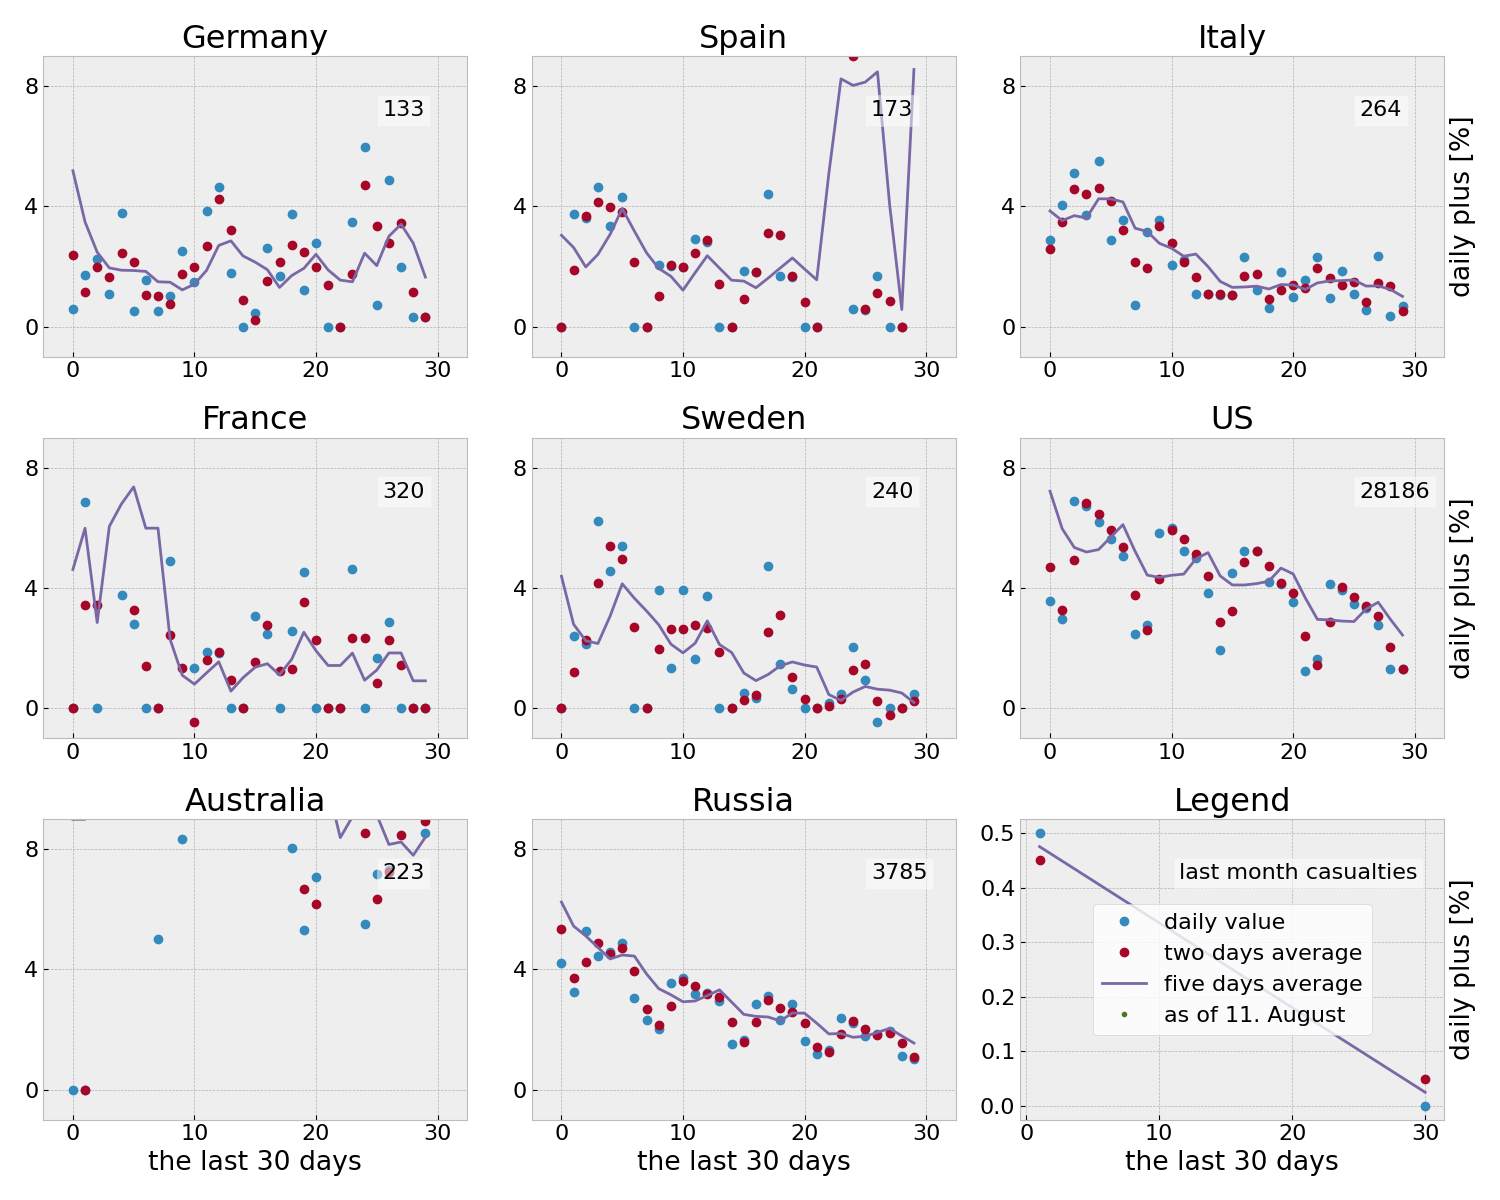 Germany
Spain
Italy
8
4
0
133
0 10 20 30
8
4
0
173
0 10 20 30
8
4
0
264
0 10 20 30
daily plus [%]
France
Sweden
US
8
4
0
320
0 10 20 30
8
4
0
240
0 10 20 30
8
4
0
28186
0 10 20 30
daily plus [%]
Australia
Russia
Legend
8
4
0
223
0 10 20 30
the last 30 days
8
4
0
3785
0 10 20 30
the last 30 days
0.5
0.4
0.3
0.2
0.1
0.0
last month casualties
daily value
two days average
five days average
as of 11. August
0 10 20 30
the last 30 days
daily plus [%]